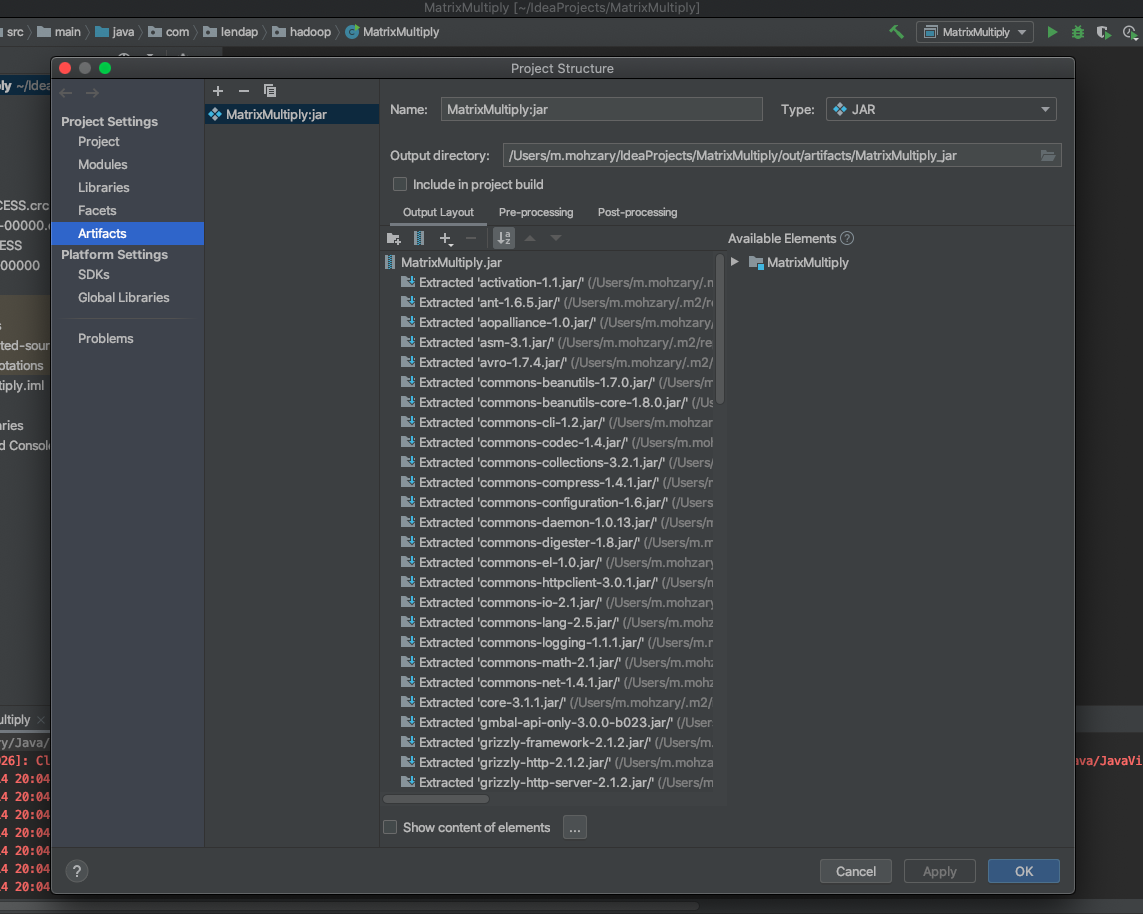 MatrixMultiply [~/IdeaProjects/MatrixMultiply]
src main java com lendap hadoop MatrixMultiply MatrixMultiply
Project Structure
ply ~/Idea
Project Settings
Project
Modules
Libraries
Facets
Artifacts
Platform Settings
SDKs
Global Libraries
Problems
CESS.crc
-00000.
ESS
00000
s
ted-sour
otations
tiply.iml
ries
d Console
MatrixMultiply:jar
Name: MatrixMultiply:jar Type: JAR
Output directory: /Users/m.mohzary/IdeaProjects/MatrixMultiply/out/artifacts/MatrixMultiply_jar
Include in project build
Output Layout Pre-processing Post-processing
Available Elements ?
MatrixMultiply
MatrixMultiply.jar
Extracted 'activation-1.1.jar/' (/Users/m.mohzary/.m
Extracted 'ant-1.6.5.jar/' (/Users/m.mohzary/.m2/re
Extracted 'aopalliance-1.0.jar/' (/Users/m.mohzary/
Extracted 'asm-3.1.jar/' (/Users/m.mohzary/.m2/re
Extracted 'avro-1.7.4.jar/' (/Users/m.mohzary/.m2/
Extracted 'commons-beanutils-1.7.0.jar/' (/Users/m
Extracted 'commons-beanutils-core-1.8.0.jar/' (/Us
Extracted 'commons-cli-1.2.jar/' (/Users/m.mohzar
Extracted 'commons-codec-1.4.jar/' (/Users/m.moh
Extracted 'commons-collections-3.2.1.jar/' (/Users/
Extracted 'commons-compress-1.4.1.jar/' (/Users/m
Extracted 'commons-configuration-1.6.jar/' (/Users
Extracted 'commons-daemon-1.0.13.jar/' (/Users/m
Extracted 'commons-digester-1.8.jar/' (/Users/m.m
Extracted 'commons-el-1.0.jar/' (/Users/m.mohzary
Extracted 'commons-httpclient-3.0.1.jar/' (/Users/m
Extracted 'commons-io-2.1.jar/' (/Users/m.mohzary
Extracted 'commons-lang-2.5.jar/' (/Users/m.mohz
Extracted 'commons-logging-1.1.1.jar/' (/Users/m.r
Extracted 'commons-math-2.1.jar/' (/Users/m.mohz
Extracted 'commons-net-1.4.1.jar/' (/Users/m.mohz
Extracted 'core-3.1.1.jar/' (/Users/m.mohzary/.m2/
Extracted 'gmbal-api-only-3.0.0-b023.jar/' (/User
Extracted 'grizzly-framework-2.1.2.jar/' (/Users/m.
Extracted 'grizzly-http-2.1.2.jar/' (/Users/m.mohza
Extracted 'grizzly-http-server-2.1.2.jar/' (/Users/m
Show content of elements ...
ultiply
ry/Java/
026]: Cl ava/JavaVi
14 20:04
14 20:04
14 20:04
14 20:04
14 20:04
14 20:04
14 20:04
? Cancel Apply OK